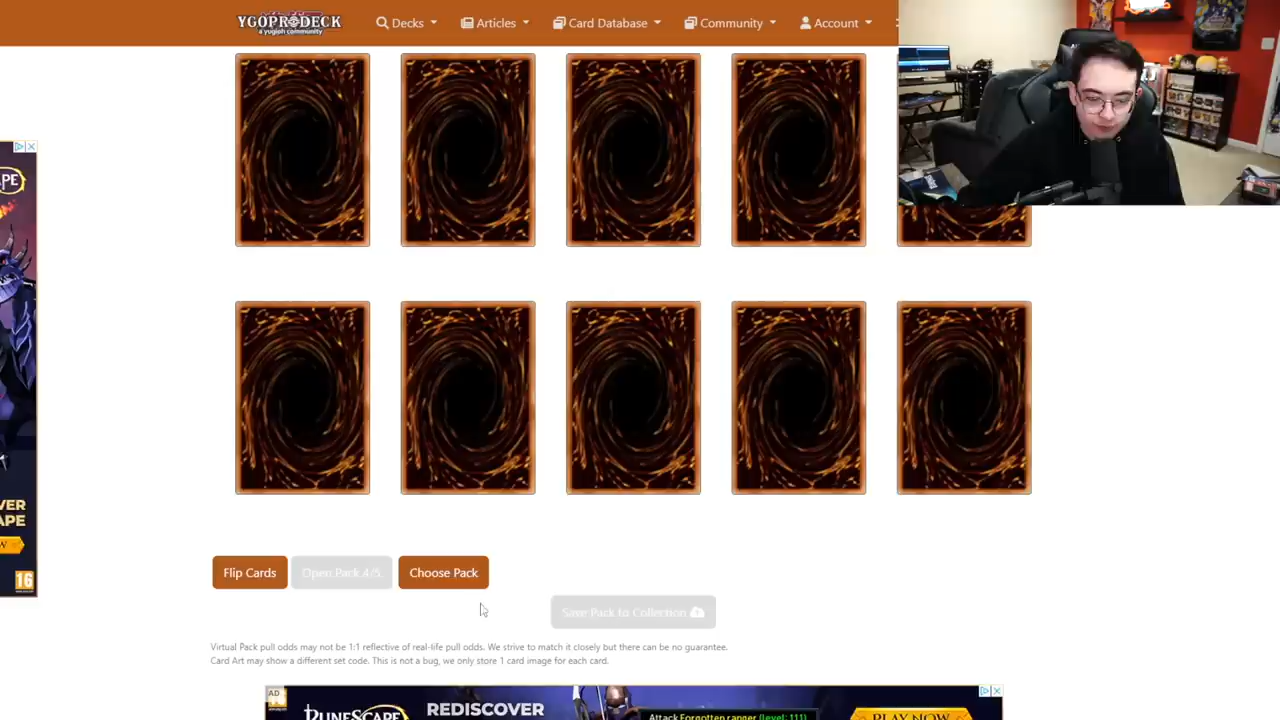 YGOPRODECK
a yugioh community
Decks
Articles
Card Database
Community
Account
Flip Cards
Open Pack 4/5
Choose Pack
Save Pack to Collection
Virtual Pack pull odds may not be 1:1 reflective of real-life pull odds. We strive to match it closely but there can be no guarantee.
Card Art may show a different set code. This is not a bug, we only store 1 card image for each card.
16
AD
RUNESCAPE
REDISCOVER
Attack Forgotten ranger (level: 111)
PLAY NOW